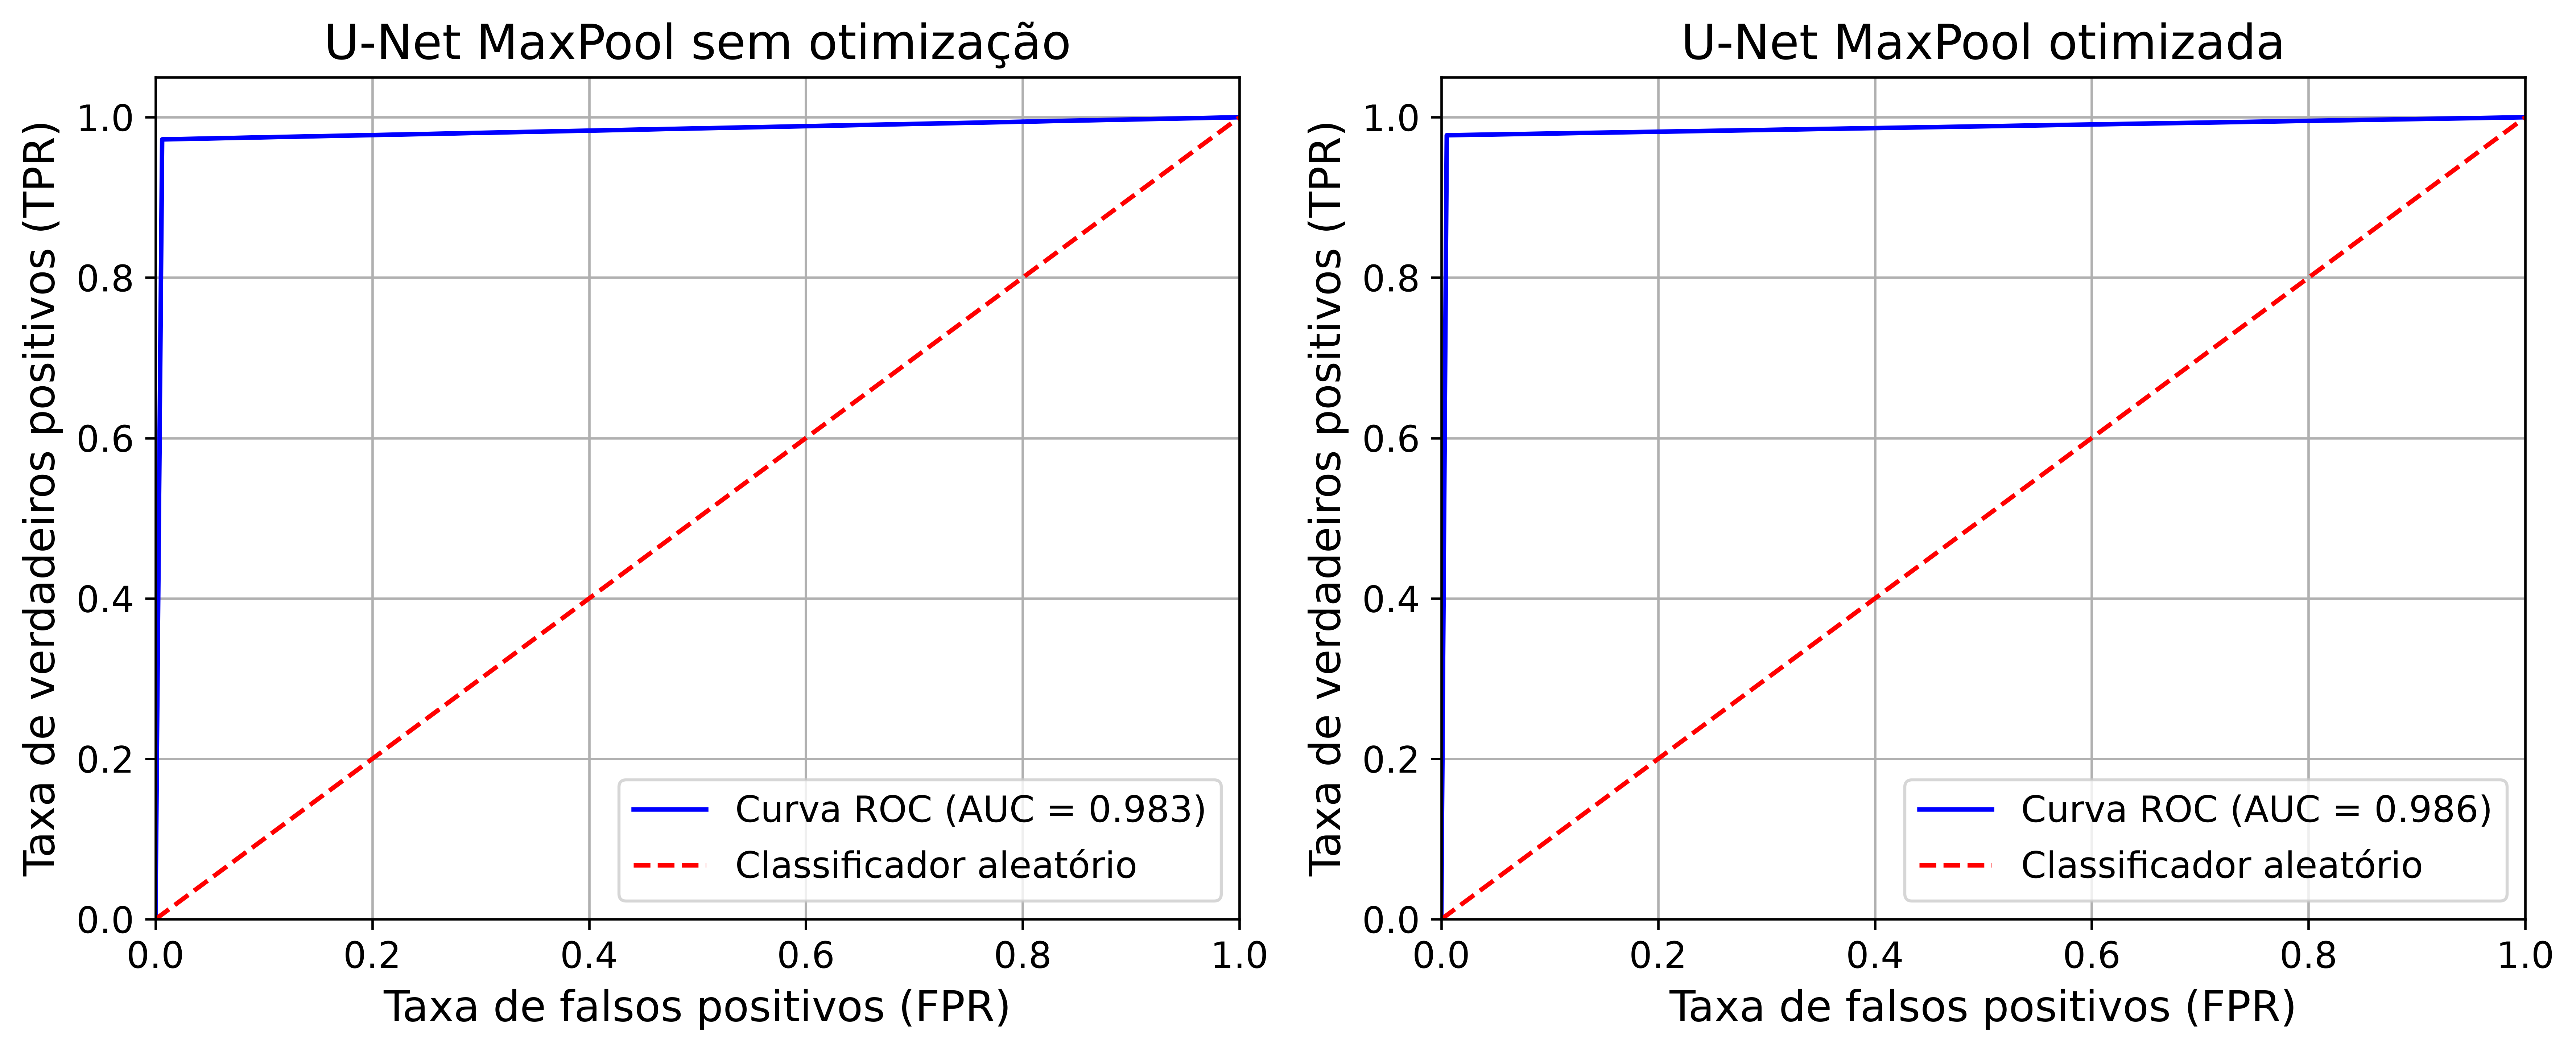 U-Net MaxPool sem otimização
Taxa de verdadeiros positivos (TPR)
1.0
0.8
0.6
0.4
0.2
0.0
0.0 0.2 0.4 0.6 0.8 1.0
Taxa de falsos positivos (FPR)
Curva ROC (AUC = 0.983)
Classificador aleatório
U-Net MaxPool otimizada
Taxa de verdadeiros positivos (TPR)
1.0
0.8
0.6
0.4
0.2
0.0
0.0 0.2 0.4 0.6 0.8 1.0
Taxa de falsos positivos (FPR)
Curva ROC (AUC = 0.986)
Classificador aleatório